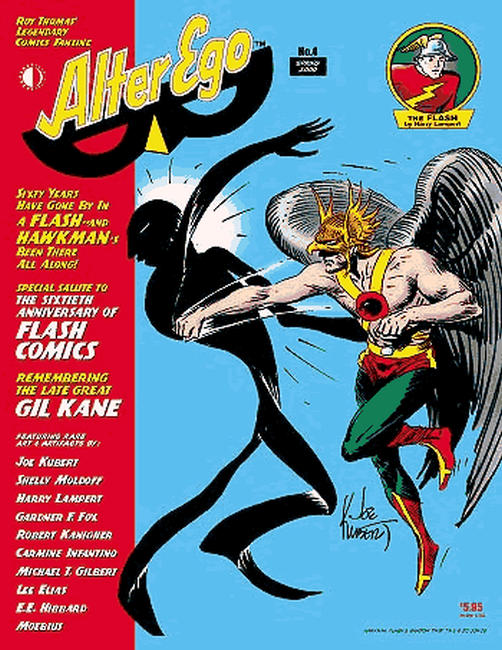 Roy Thomas'
Legendary
Comics Fanzine
Alter Ego™
No.4
SPRING
2000
THE FLASH
by Harry Lampert
Sixty Years
Have Gone By In
A FLASH--and
HAWKMAN's
Been There
All Along!
Special Salute to
the Sixtieth
Anniversary of
FLASH
COMICS
Remembering
the Late Great
GIL KANE
Featuring Rare
Art & Artifacts by:
Joe Kubert
Shelly Moldoff
Harry Lampert
Gardner F. Fox
Robert Kanigher
Carmine Infantino
Michael T. Gilbert
Lee Elias
E.E. Hibbard
Moebius
Joe
Kubert
$5.95